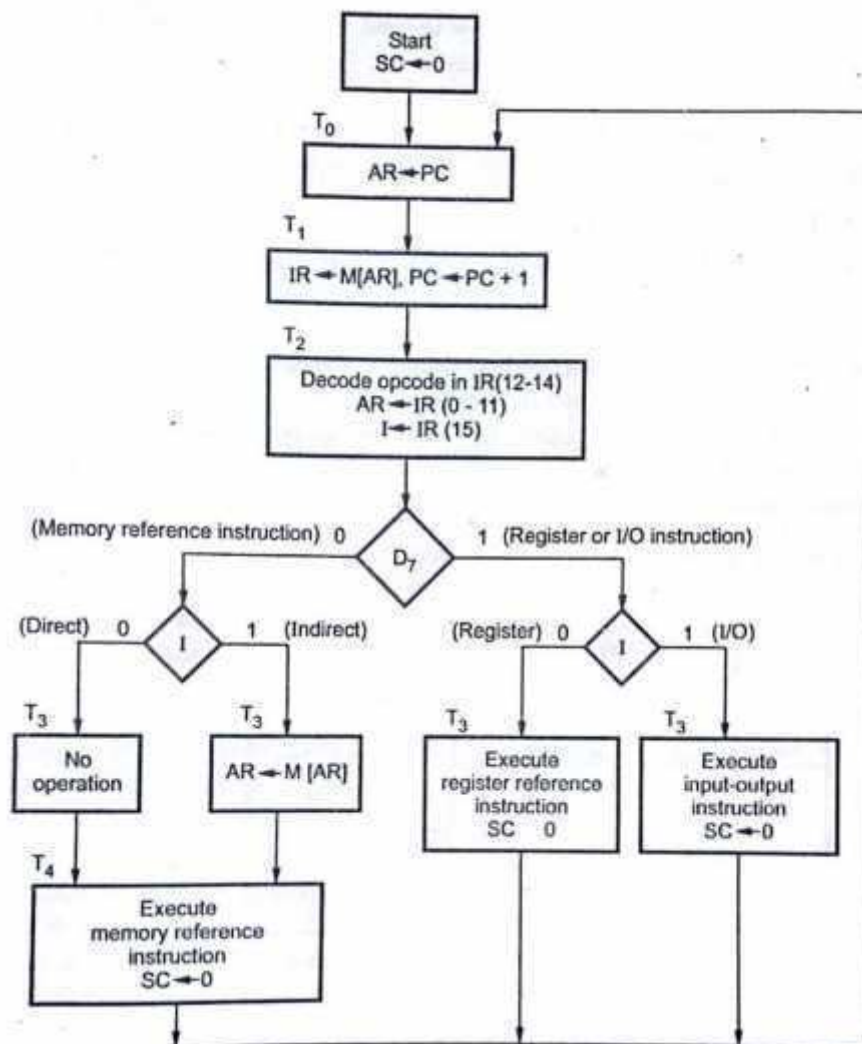 Start
SC←0
T0
AR←PC
T1
IR←M[AR], PC←PC + 1
T2
Decode opcode in IR(12-14)
AR←IR (0 - 11)
I←IR (15)
(Memory reference instruction) 0
D7
1 (Register or I/O instruction)
(Direct) 0
I
1 (Indirect)
(Register) 0
I
1 (I/O)
T3
No
operation
T3
AR←M [AR]
T3
Execute
register reference
instruction
SC 0
T3
Execute
input-output
instruction
SC←0
T4
Execute
memory reference
instruction
SC←0